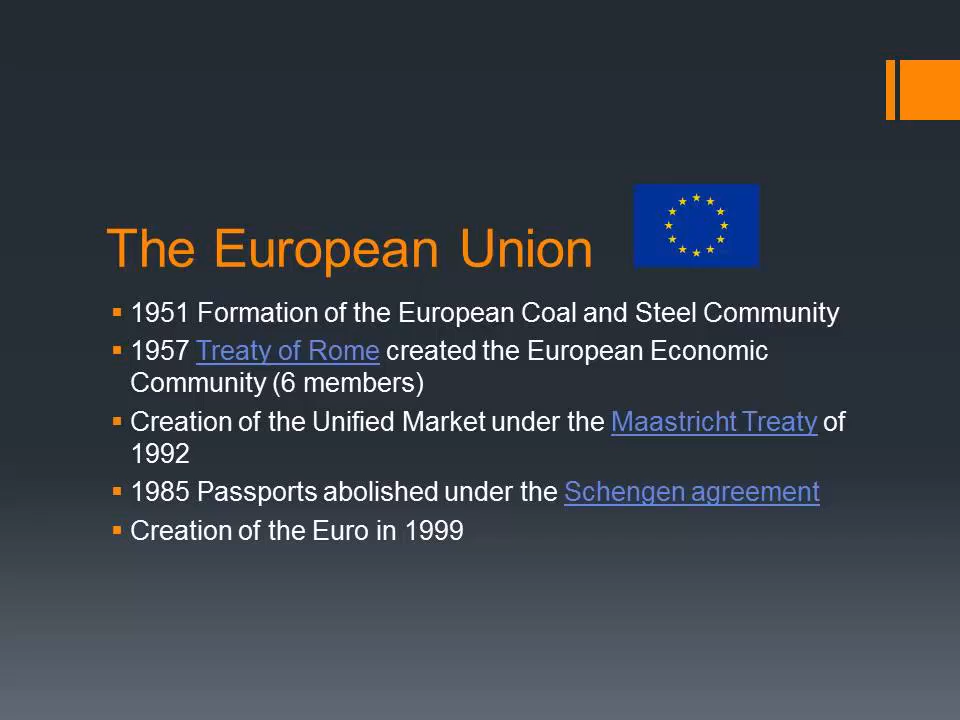 The European Union
▪ 1951 Formation of the European Coal and Steel Community
▪ 1957 Treaty of Rome created the European Economic
Community (6 members)
▪ Creation of the Unified Market under the Maastricht Treaty of
1992
▪ 1985 Passports abolished under the Schengen agreement
▪ Creation of the Euro in 1999